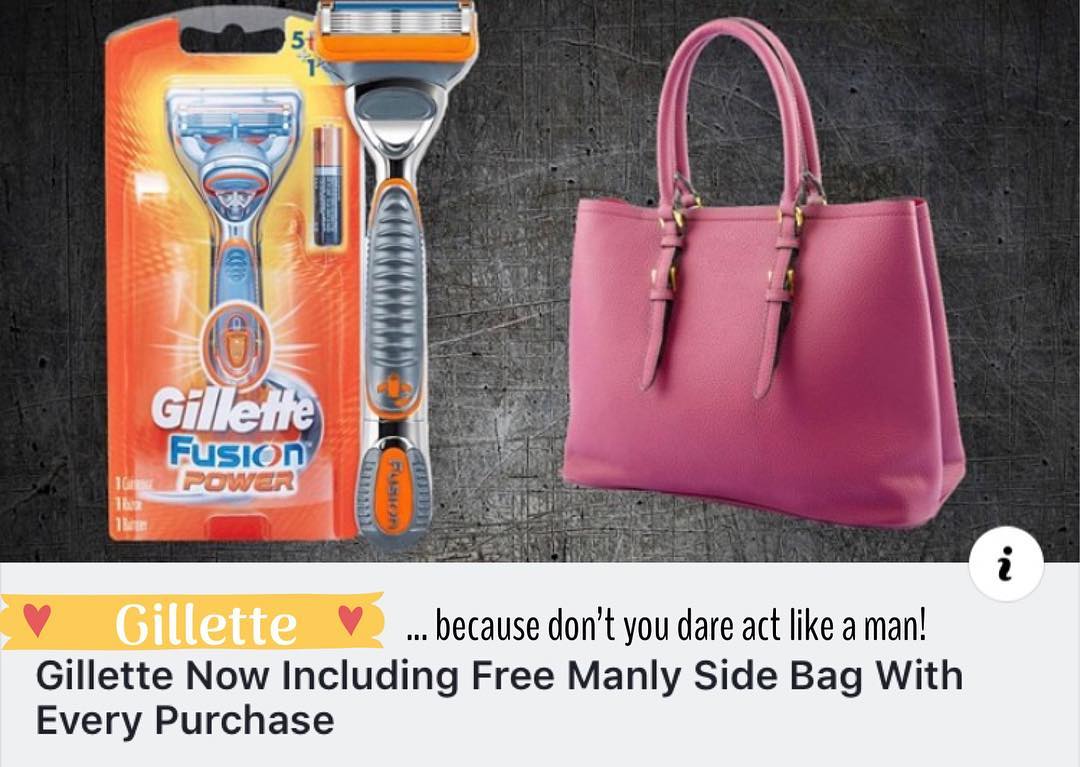 5
1
Gillette
Fusion
POWER
FUSION
i
Gillette ... because don't you dare act like a man!
Gillette Now Including Free Manly Side Bag With
Every Purchase